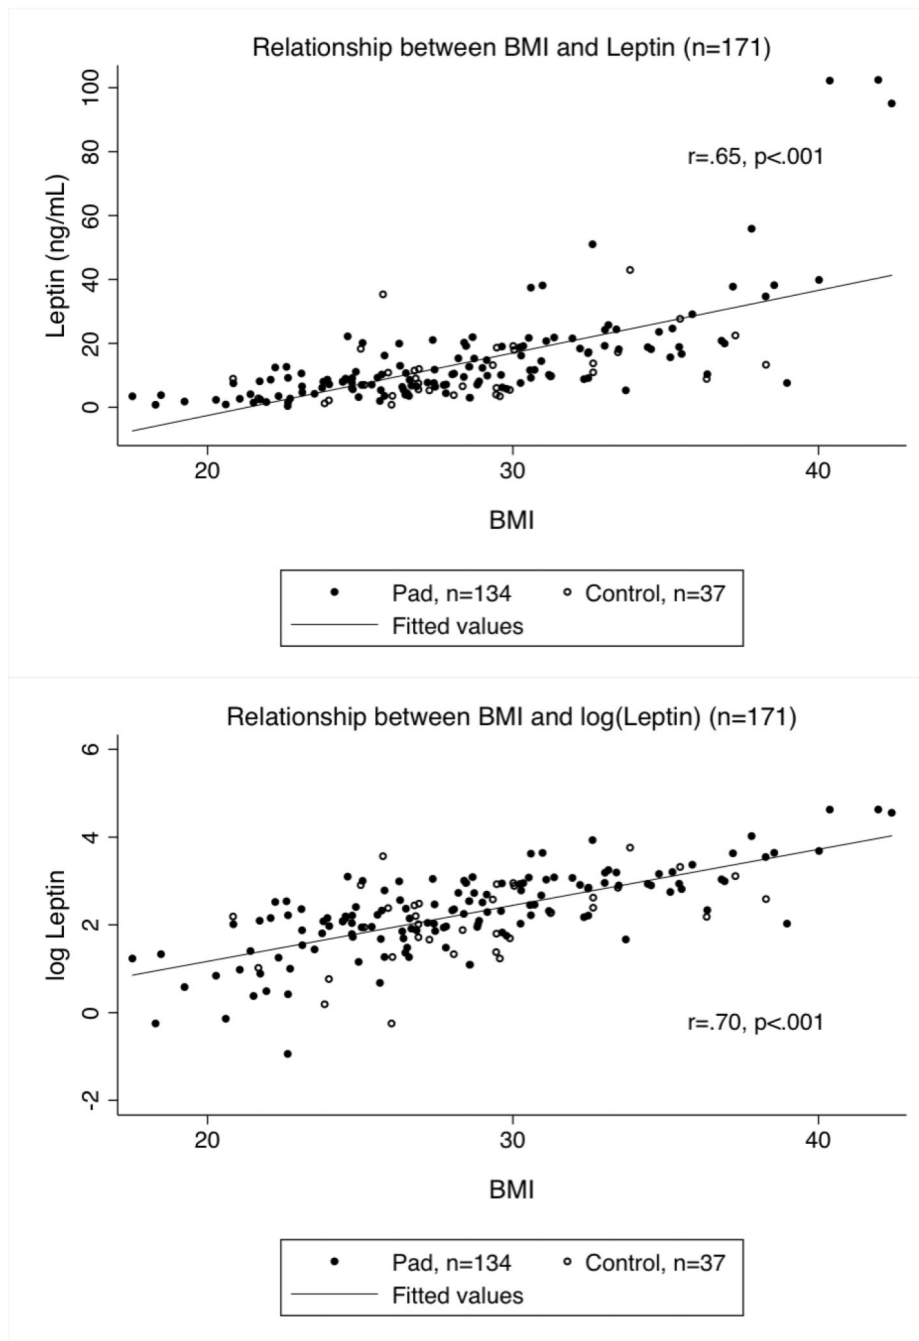 Relationship between BMI and Leptin (n=171)
100
80
60
40
20
0
Leptin (ng/mL)
r=.65, p<.001
20 30 40
BMI
Pad, n=134 Control, n=37
Fitted values
Relationship between BMI and log(Leptin) (n=171)
6
4
2
0
-2
log Leptin
r=.70, p<.001
20 30 40
BMI
Pad, n=134 Control, n=37
Fitted values